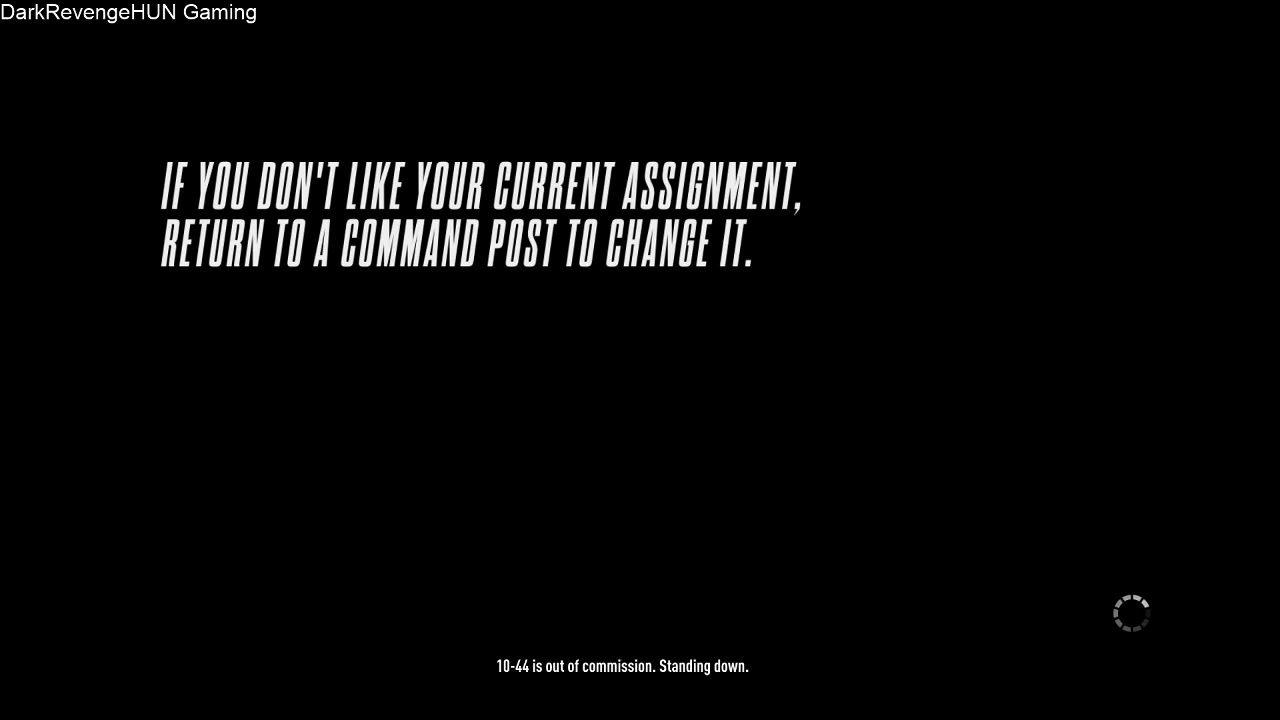 DarkRevengeHUN Gaming
IF YOU DON'T LIKE YOUR CURRENT ASSIGNMENT,
RETURN TO A COMMAND POST TO CHANGE IT.
10-44 is out of commission. Standing down.